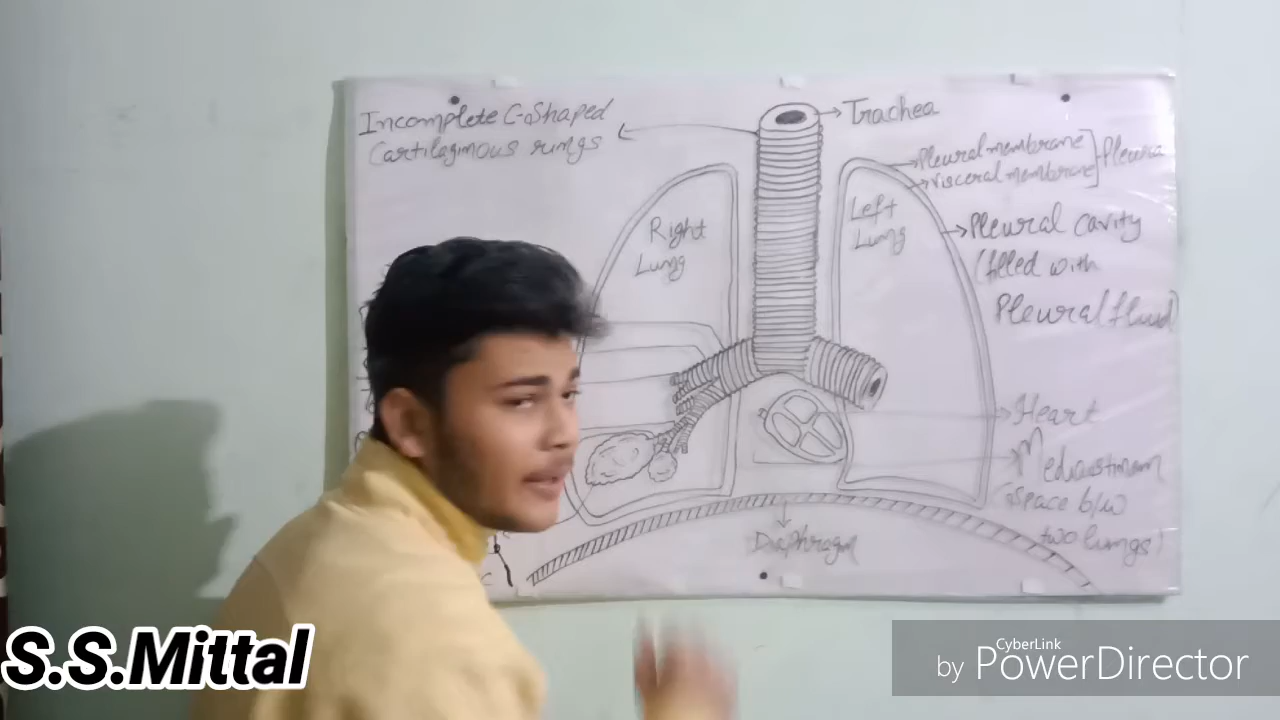 Incomplete C-Shaped
Cartilaginous rings
Trachea
Pleural membrane
visceral membrane
Pleura
Right
Lung
Left
Lung
Pleural cavity
(filled with
Pleural fluid)
Heart
Mediastinum
(space b/w
two lungs)
Diaphragm
c
S.S.Mittal
CyberLink
by PowerDirector